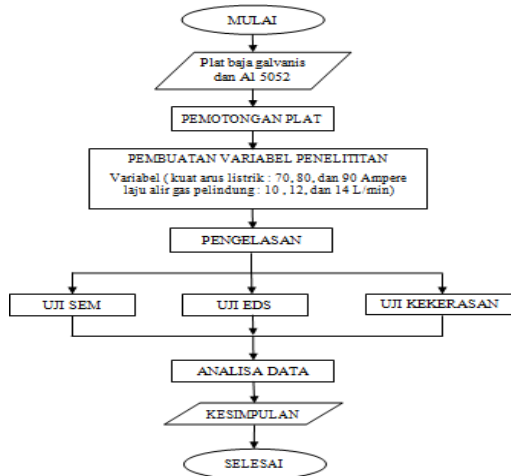 MULAI
Plat baja galvanis
dan Al 5052
PEMOTONGAN PLAT
PEMBUATAN VARIABEL PENELITITAN
Variabel ( kuat arus listrik : 70, 80, dan 90 Ampere
laju alir gas pelindung : 10 , 12, dan 14 L/min)
PENGELASAN
UJI SEM
UJI EDS
UJI KEKERASAN
ANALISA DATA
KESIMPULAN
SELESAI